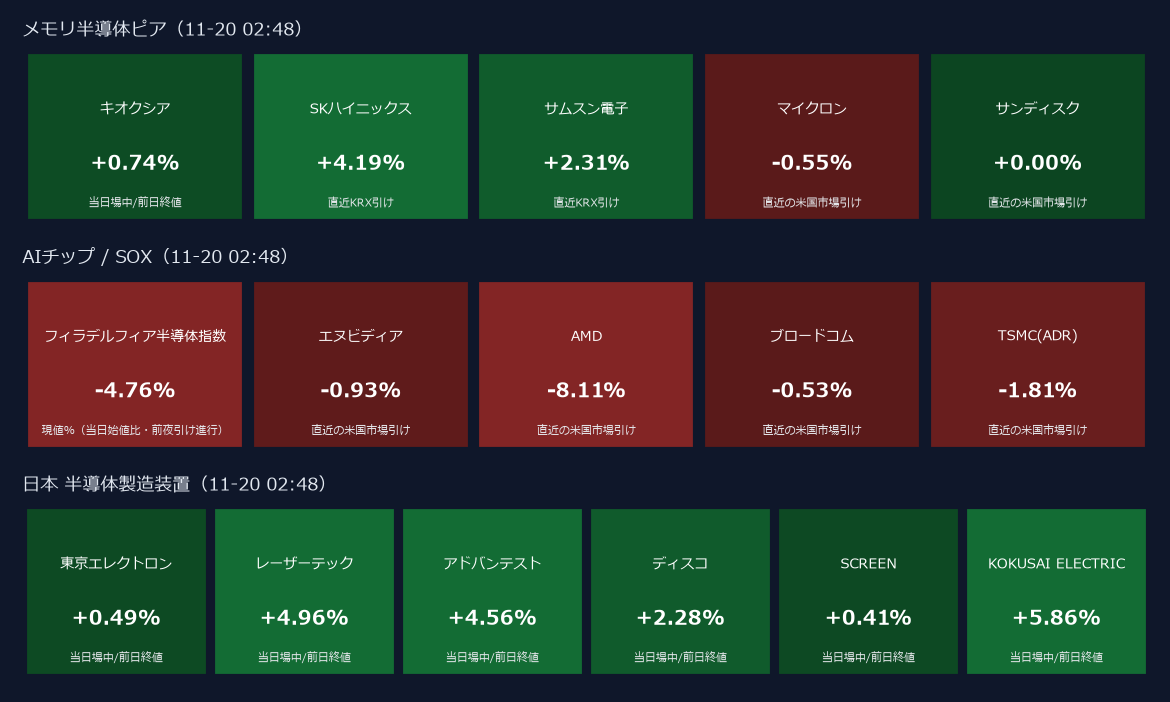 メモリ半導体ピア（11-20 02:48）
キオクシア
+0.74%
当日場中/前日終値
SKハイニックス
+4.19%
直近KRX引け
サムスン電子
+2.31%
直近KRX引け
マイクロン
-0.55%
直近の米国市場引け
サンディスク
+0.00%
直近の米国市場引け
AIチップ / SOX（11-20 02:48）
フィラデルフィア半導体指数
-4.76%
現値%（当日始値比・前夜引け進行）
エヌビディア
-0.93%
直近の米国市場引け
AMD
-8.11%
直近の米国市場引け
ブロードコム
-0.53%
直近の米国市場引け
TSMC(ADR)
-1.81%
直近の米国市場引け
日本 半導体製造装置（11-20 02:48）
東京エレクトロン
+0.49%
当日場中/前日終値
レーザーテック
+4.96%
当日場中/前日終値
アドバンテスト
+4.56%
当日場中/前日終値
ディスコ
+2.28%
当日場中/前日終値
SCREEN
+0.41%
当日場中/前日終値
KOKUSAI ELECTRIC
+5.86%
当日場中/前日終値